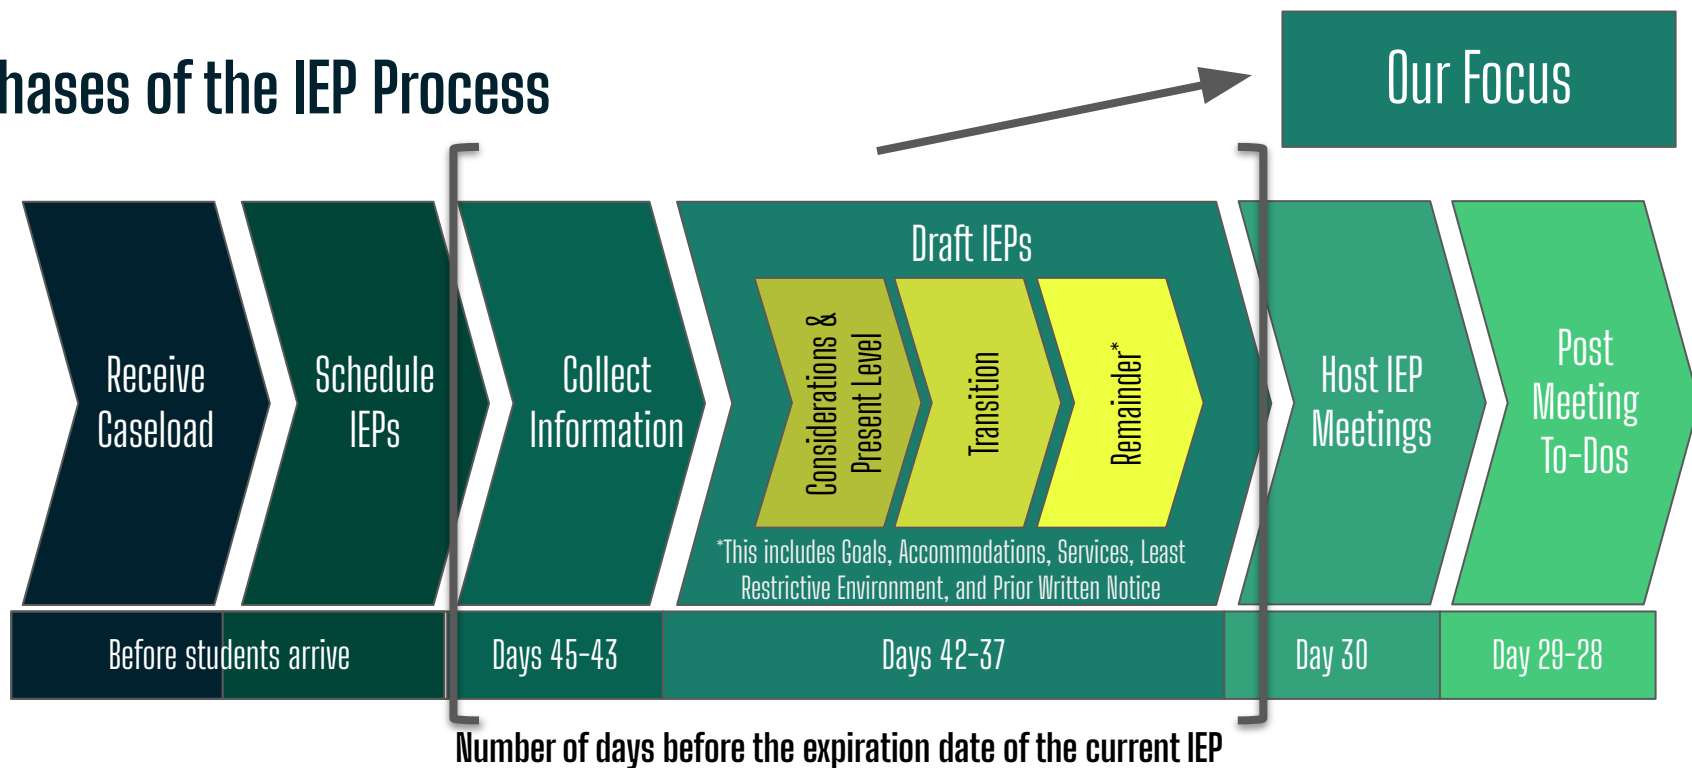 hases of the IEP Process
Our Focus
Receive
Caseload
Schedule
IEPs
Collect
Information
Draft IEPs
Considerations &
Present Level
Transition
Remainder*
*This includes Goals, Accommodations, Services, Least
Restrictive Environment, and Prior Written Notice
Host IEP
Meetings
Post
Meeting
To-Dos
Before students arrive
Days 45-43
Days 42-37
Day 30
Day 29-28
Number of days before the expiration date of the current IEP